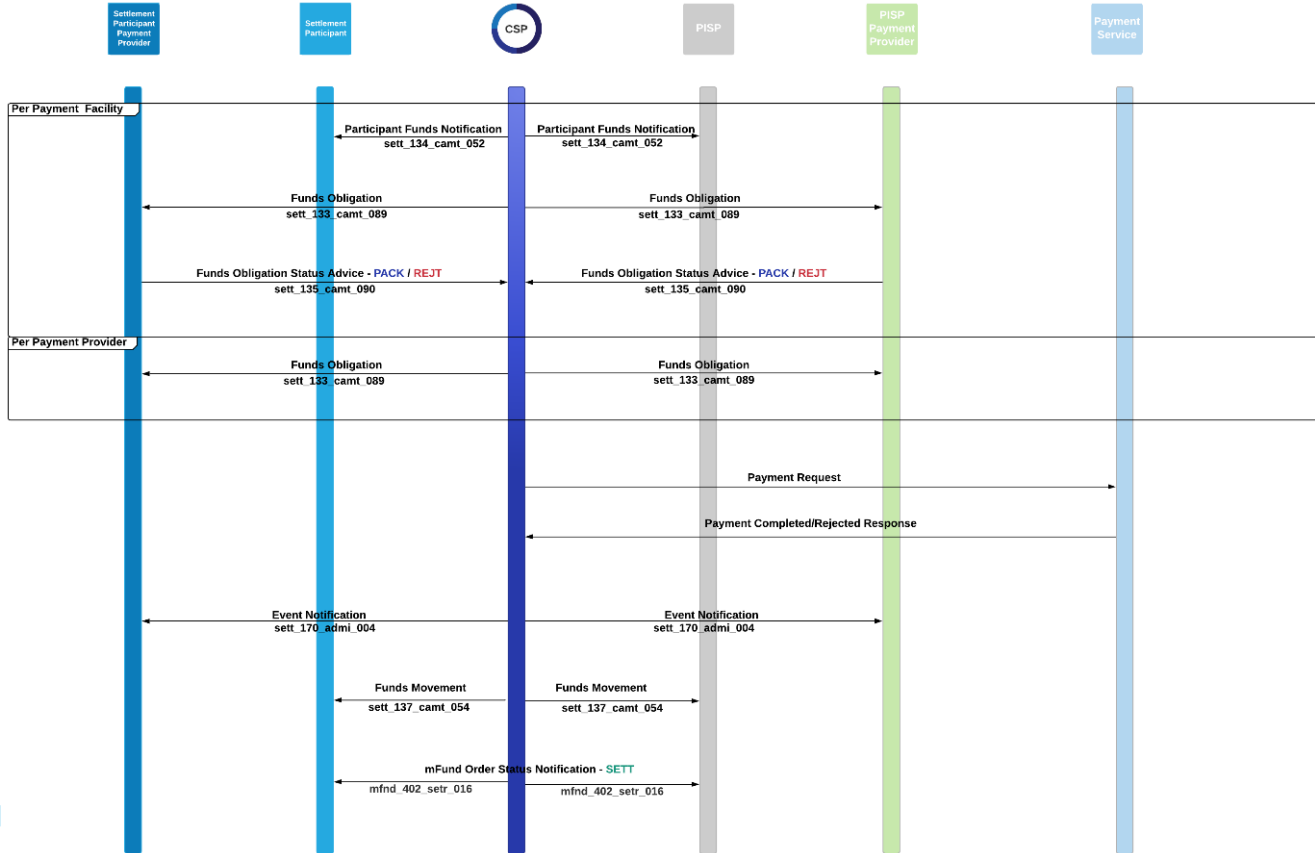 Settlement
Participant
Payment
Provider
Settlement
Participant
CSP
PISP
PISP
Payment
Provider
Payment
Service
Per Payment Facility
Participant Funds Notification
sett_134_camt_052
Participant Funds Notification
sett_134_camt_052
Funds Obligation
sett_133_camt_089
Funds Obligation
sett_133_camt_089
Funds Obligation Status Advice - PACK / REJT
sett_135_camt_090
Funds Obligation Status Advice - PACK / REJT
sett_135_camt_090
Per Payment Provider
Funds Obligation
sett_133_camt_089
Funds Obligation
sett_133_camt_089
Payment Request
Payment Completed/Rejected Response
Event Notification
sett_170_admi_004
Event Notification
sett_170_admi_004
Funds Movement
sett_137_camt_054
Funds Movement
sett_137_camt_054
mFund Order Status Notification - SETT
mfnd_402_setr_016
mfnd_402_setr_016